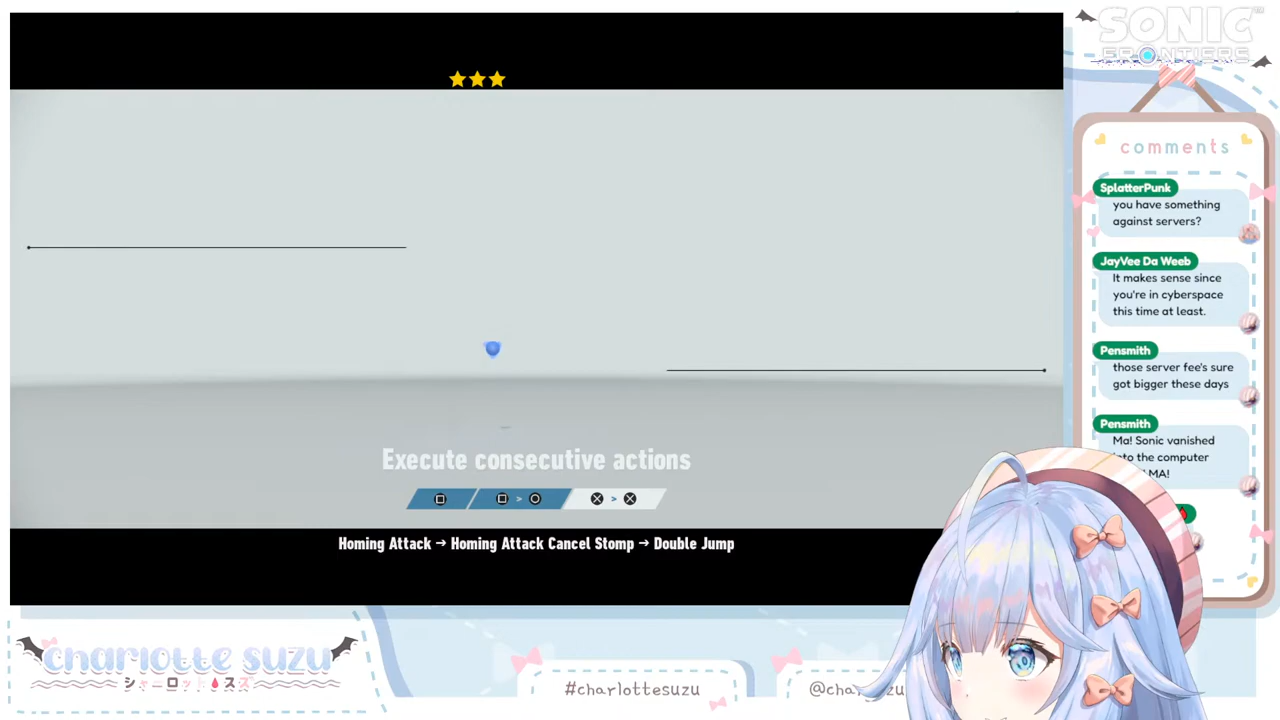 SONIC
FRONTIERS
comments
SplatterPunk
you have something
against servers?
JayVee Da Weeb
It makes sense since
you're in cyberspace
this time at least.
Pensmith
those server fee's sure
got bigger these days
Pensmith
Ma! Sonic vanished
into the computer
MA!
Execute consecutive actions
Homing Attack → Homing Attack Cancel Stomp → Double Jump
charlotte suzu
シャーロット スズ
#charlottesuzu
@cha